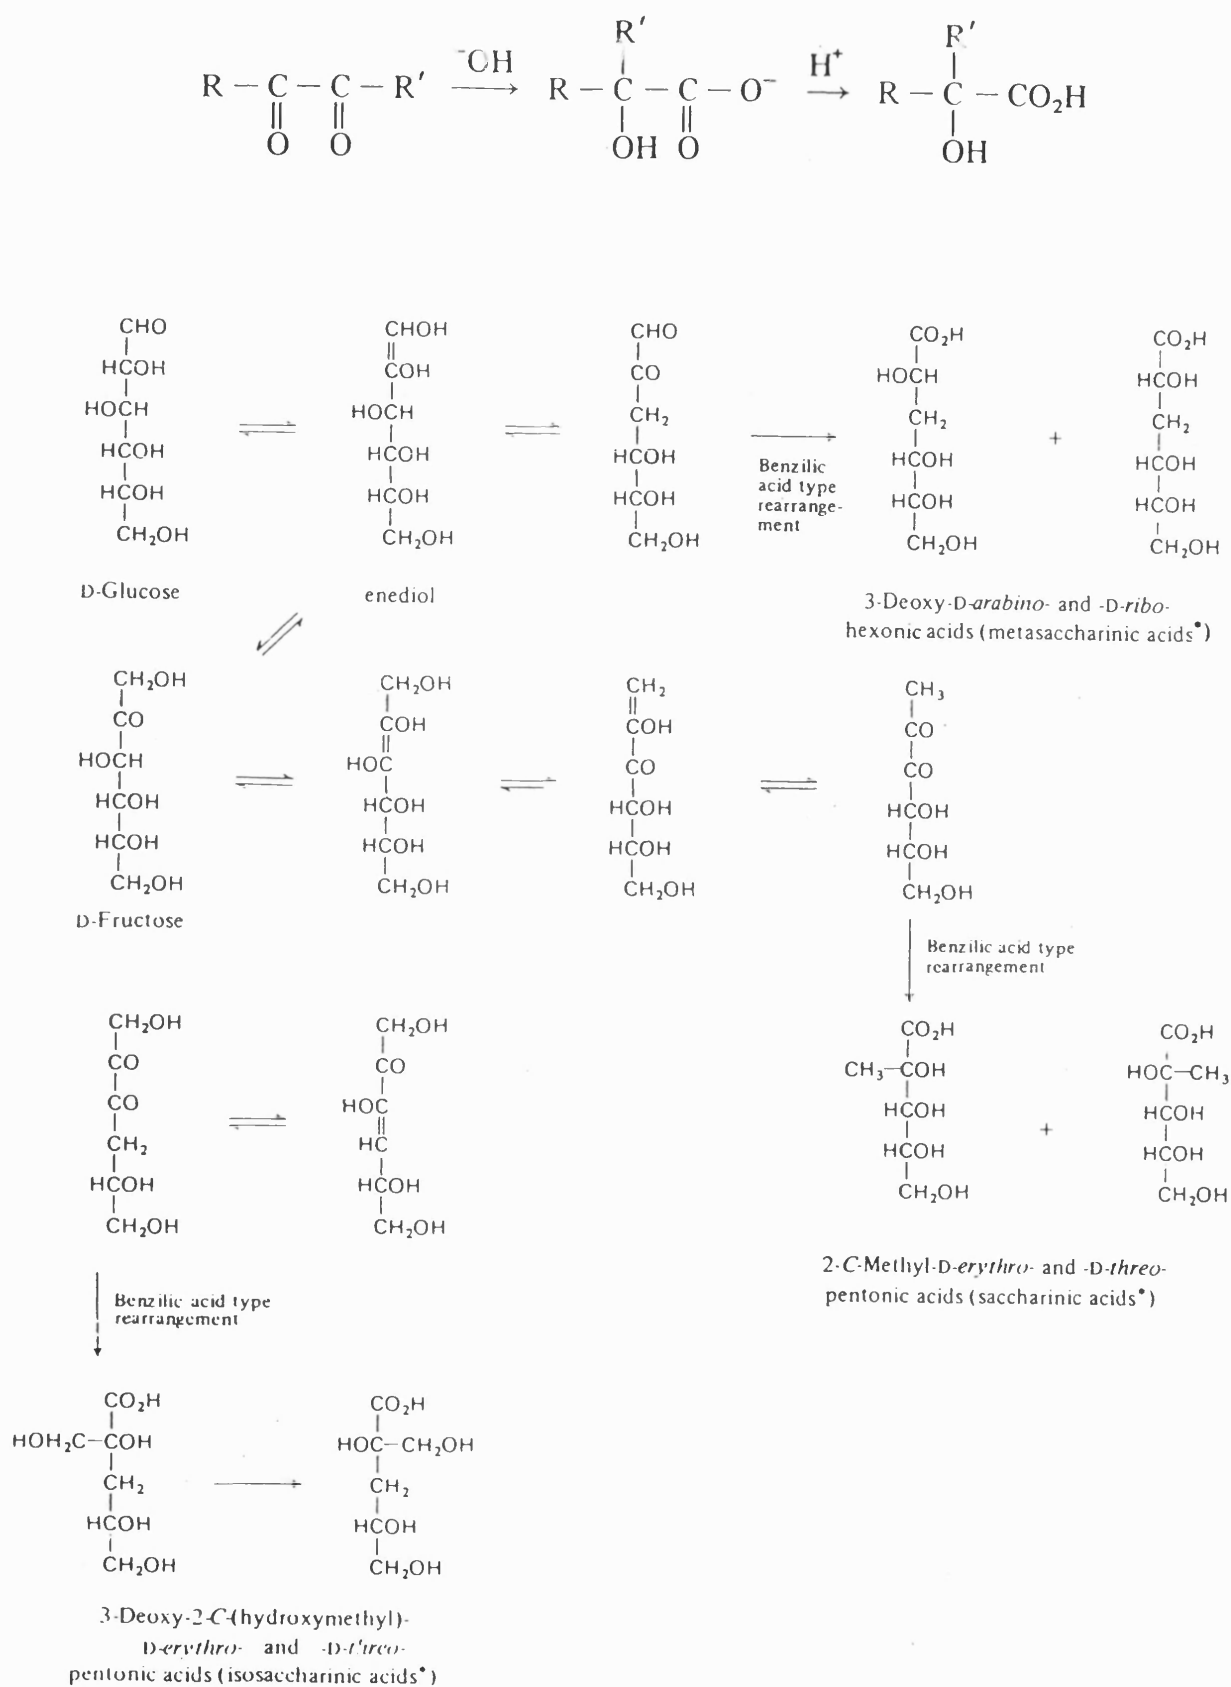 R − C − C − R′ ⁻OH R − C − C − O⁻ H⁺ R − C − CO₂H
R′ R′
O O OH O OH
CHO CHOH CHO CO₂H CO₂H
HCOH COH CO HOCH HCOH
HOCH HOCH CH₂ CH₂ CH₂
HCOH HCOH HCOH HCOH HCOH
HCOH HCOH HCOH HCOH HCOH
CH₂OH CH₂OH CH₂OH CH₂OH CH₂OH
+
Benzilic
acid type
rearrange-
ment
D-Glucose enediol
3-Deoxy-D-arabino- and -D-ribo-
hexonic acids (metasaccharinic acids*)
CH₂OH CH₂OH CH₂ CH₃
CO COH COH CO
HOCH HOC CO CO
HCOH HCOH HCOH HCOH
HCOH HCOH HCOH HCOH
CH₂OH CH₂OH CH₂OH CH₂OH
D-Fructose
Benzilic acid type
rearrangement
CH₂OH CH₂OH
CO CO
CO HOC
CH₂ HC
HCOH HCOH
CH₂OH CH₂OH
CO₂H CO₂H
CH₃−COH HOC−CH₃
HCOH HCOH
+
HCOH HCOH
CH₂OH CH₂OH
2-C-Methyl-D-erythro- and -D-threo-
pentonic acids (saccharinic acids*)
Benzilic acid type
rearrangement
CO₂H CO₂H
HOH₂C−COH HOC−CH₂OH
CH₂ CH₂
HCOH HCOH
CH₂OH CH₂OH
3-Deoxy-2-C-(hydroxymethyl)-
D-erythro- and -D-threo-
pentonic acids (isosaccharinic acids*)